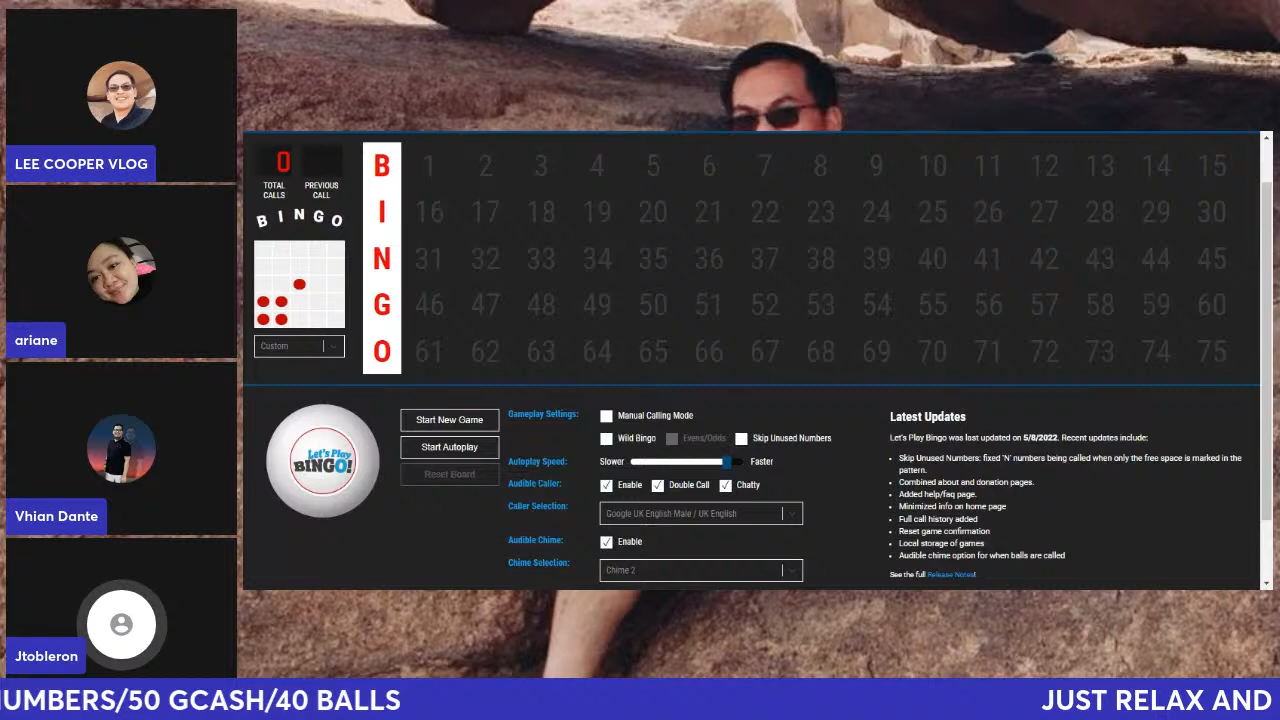 LEE COOPER VLOG
ariane
Vhian Dante
Jtobleron
0
TOTAL CALLS
PREVIOUS CALL
B I N G O
Custom
B 1 2 3 4 5 6 7 8 9 10 11 12 13 14 15
I 16 17 18 19 20 21 22 23 24 25 26 27 28 29 30
N 31 32 33 34 35 36 37 38 39 40 41 42 43 44 45
G 46 47 48 49 50 51 52 53 54 55 56 57 58 59 60
O 61 62 63 64 65 66 67 68 69 70 71 72 73 74 75
Let's Play
BINGO!
Start New Game
Start Autoplay
Reset Board
Gameplay Settings:
Manual Calling Mode
Wild Bingo Evens/Odds Skip Unused Numbers
Autoplay Speed: Slower Faster
Audible Caller: Enable Double Call Chatty
Caller Selection: Google UK English Male / UK English
Audible Chime: Enable
Chime Selection: Chime 2
Latest Updates
Let's Play Bingo was last updated on 5/8/2022. Recent updates include:
Skip Unused Numbers: fixed 'N' numbers being called when only the free space is marked in the
pattern.
Combined about and donation pages.
Added help/faq page.
Minimized info on home page
Full call history added
Reset game confirmation
Local storage of games
Audible chime option for when balls are called
See the full Release Notes!
UMBERS/50 GCASH/40 BALLS
JUST RELAX AND